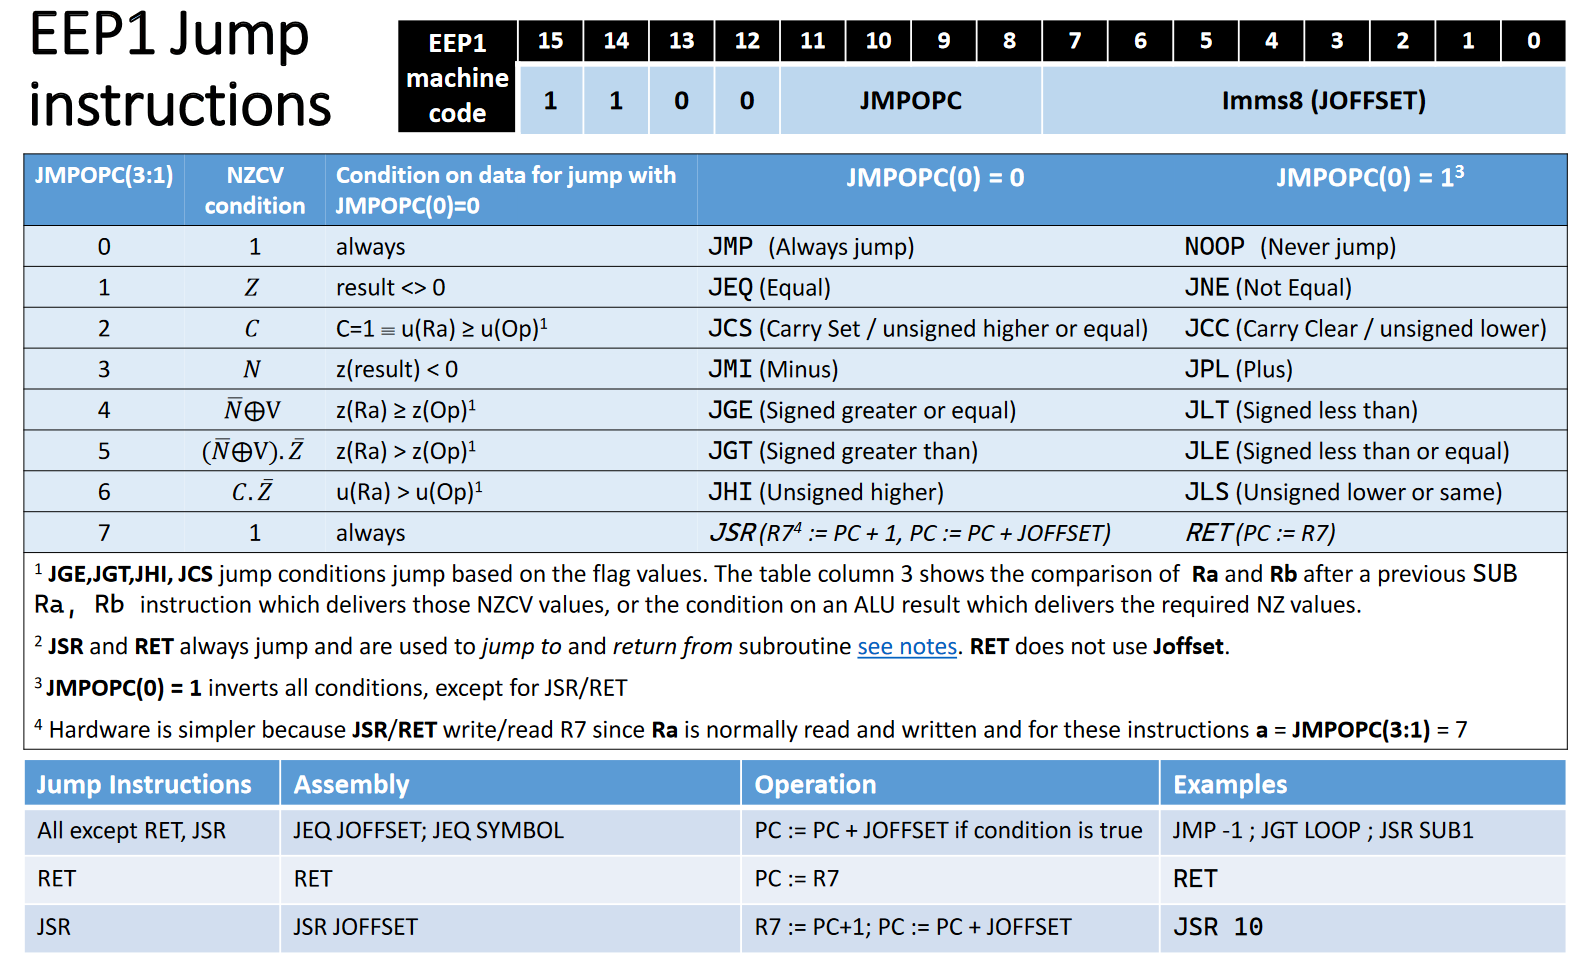 EEP1 Jump
instructions
EEP1 machine code 15 14 13 12 11 10 9 8 7 6 5 4 3 2 1 0
1 1 0 0 JMPOPC Imms8 (JOFFSET)
JMPOPC(3:1) NZCV condition Condition on data for jump with JMPOPC(0)=0 JMPOPC(0) = 0 JMPOPC(0) = 1³
0 1 always JMP (Always jump) NOOP (Never jump)
1 Z result <> 0 JEQ (Equal) JNE (Not Equal)
2 C C=1 ≡ u(Ra) ≥ u(Op)¹ JCS (Carry Set / unsigned higher or equal) JCC (Carry Clear / unsigned lower)
3 N z(result) < 0 JMI (Minus) JPL (Plus)
4 N̅⊕V z(Ra) ≥ z(Op)¹ JGE (Signed greater or equal) JLT (Signed less than)
5 (N̅⊕V).Z̅ z(Ra) > z(Op)¹ JGT (Signed greater than) JLE (Signed less than or equal)
6 C.Z̅ u(Ra) > u(Op)¹ JHI (Unsigned higher) JLS (Unsigned lower or same)
7 1 always JSR (R7⁴ := PC + 1, PC := PC + JOFFSET) RET (PC := R7)
¹ JGE,JGT,JHI, JCS jump conditions jump based on the flag values. The table column 3 shows the comparison of Ra and Rb after a previous SUB
Ra, Rb instruction which delivers those NZCV values, or the condition on an ALU result which delivers the required NZ values.
² JSR and RET always jump and are used to jump to and return from subroutine see notes. RET does not use Joffset.
³ JMPOPC(0) = 1 inverts all conditions, except for JSR/RET
⁴ Hardware is simpler because JSR/RET write/read R7 since Ra is normally read and written and for these instructions a = JMPOPC(3:1) = 7
Jump Instructions Assembly Operation Examples
All except RET, JSR JEQ JOFFSET; JEQ SYMBOL PC := PC + JOFFSET if condition is true JMP -1 ; JGT LOOP ; JSR SUB1
RET RET PC := R7 RET
JSR JSR JOFFSET R7 := PC+1; PC := PC + JOFFSET JSR 10